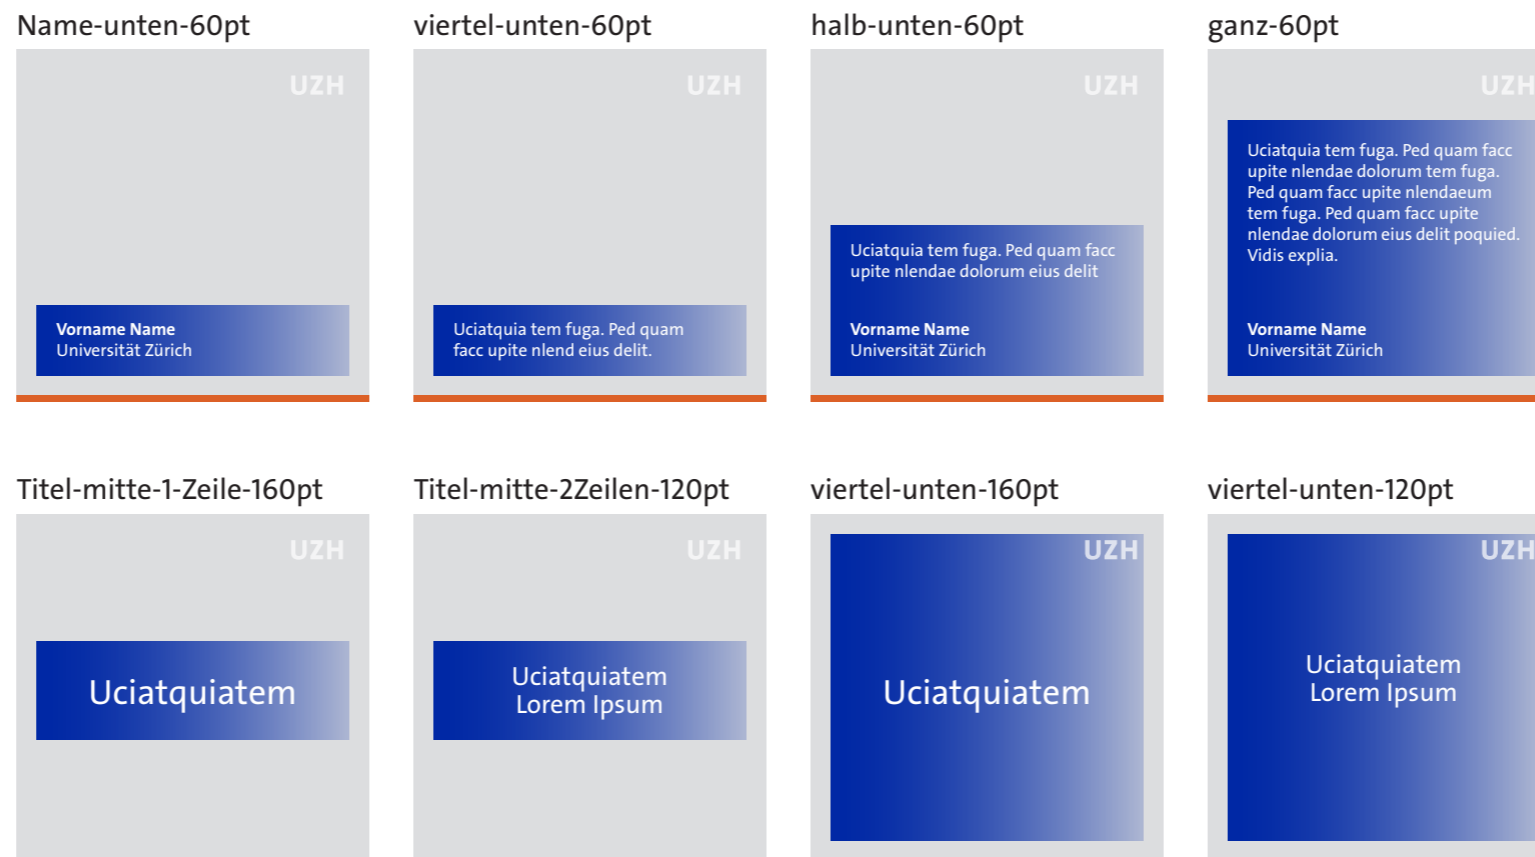 Name-unten-60pt
UZH
Vorname Name
Universität Zürich
viertel-unten-60pt
UZH
Uciatquia tem fuga. Ped quam
facc upite nlend eius delit.
halb-unten-60pt
UZH
Uciatquia tem fuga. Ped quam facc
upite nlendae dolorum eius delit
Vorname Name
Universität Zürich
ganz-60pt
UZH
Uciatquia tem fuga. Ped quam facc
upite nlendae dolorum tem fuga.
Ped quam facc upite nlendaeum
tem fuga. Ped quam facc upite
nlendae dolorum eius delit poquied.
Vidis explia.
Vorname Name
Universität Zürich
Titel-mitte-1-Zeile-160pt
UZH
Uciatquiatem
Titel-mitte-2Zeilen-120pt
UZH
Uciatquiatem
Lorem Ipsum
viertel-unten-160pt
UZH
Uciatquiatem
viertel-unten-120pt
UZH
Uciatquiatem
Lorem Ipsum